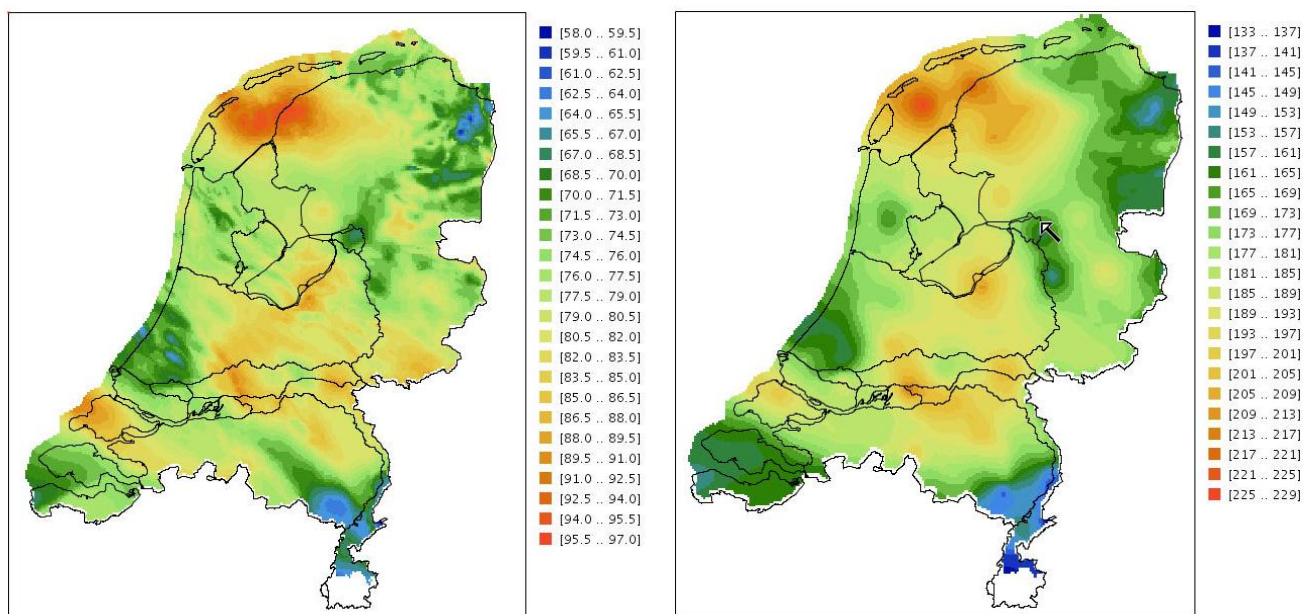 [58.0 .. 59.5]
[59.5 .. 61.0]
[61.0 .. 62.5]
[62.5 .. 64.0]
[64.0 .. 65.5]
[65.5 .. 67.0]
[67.0 .. 68.5]
[68.5 .. 70.0]
[70.0 .. 71.5]
[71.5 .. 73.0]
[73.0 .. 74.5]
[74.5 .. 76.0]
[76.0 .. 77.5]
[77.5 .. 79.0]
[79.0 .. 80.5]
[80.5 .. 82.0]
[82.0 .. 83.5]
[83.5 .. 85.0]
[85.0 .. 86.5]
[86.5 .. 88.0]
[88.0 .. 89.5]
[89.5 .. 91.0]
[91.0 .. 92.5]
[92.5 .. 94.0]
[94.0 .. 95.5]
[95.5 .. 97.0]
[133 .. 137]
[137 .. 141]
[141 .. 145]
[145 .. 149]
[149 .. 153]
[153 .. 157]
[157 .. 161]
[161 .. 165]
[165 .. 169]
[169 .. 173]
[173 .. 177]
[177 .. 181]
[181 .. 185]
[185 .. 189]
[189 .. 193]
[193 .. 197]
[197 .. 201]
[201 .. 205]
[205 .. 209]
[209 .. 213]
[213 .. 217]
[217 .. 221]
[221 .. 225]
[225 .. 229]